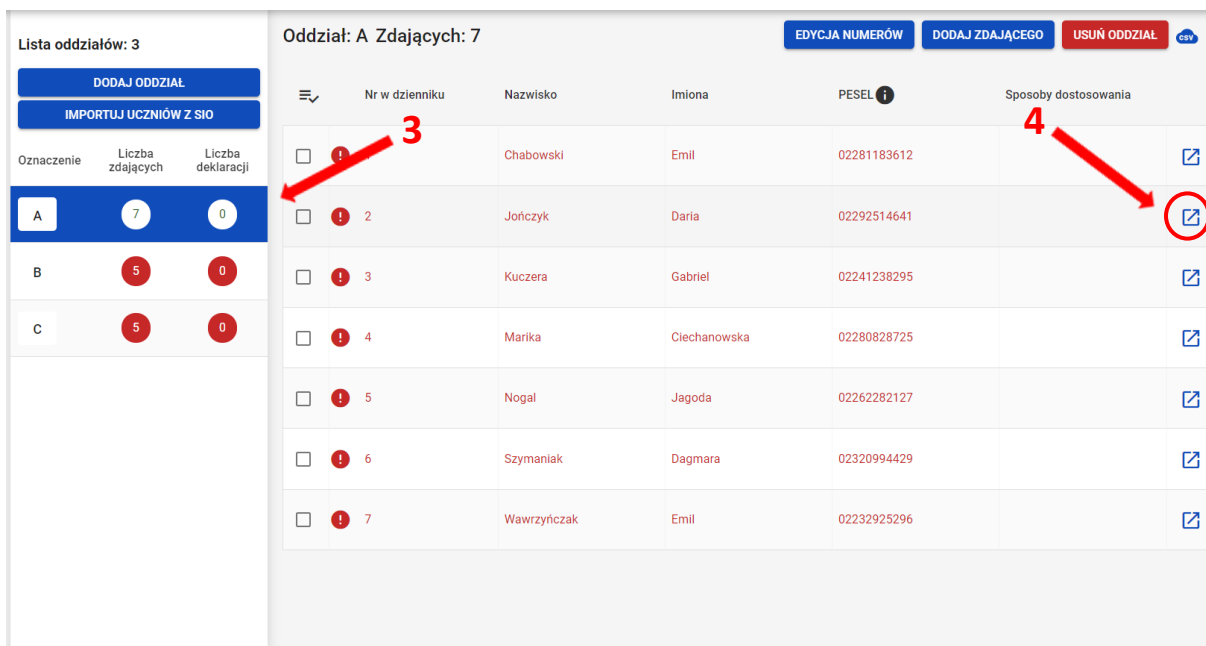 Lista oddziałów: 3
DODAJ ODDZIAŁ
IMPORTUJ UCZNIÓW Z SIO
Oznaczenie Liczba zdających Liczba deklaracji
A 7 0
B 5 0
C 5 0
Oddział: A Zdających: 7
EDYCJA NUMERÓW DODAJ ZDAJĄCEGO USUŃ ODDZIAŁ CSV
Nr w dzienniku Nazwisko Imiona PESEL i Sposoby dostosowania
3 4
Chabowski Emil 02281183612
2 Jończyk Daria 02292514641
3 Kuczera Gabriel 02241238295
4 Marika Ciechanowska 02280828725
5 Nogal Jagoda 02262282127
6 Szymaniak Dagmara 02320994429
7 Wawrzyńczak Emil 02232925296